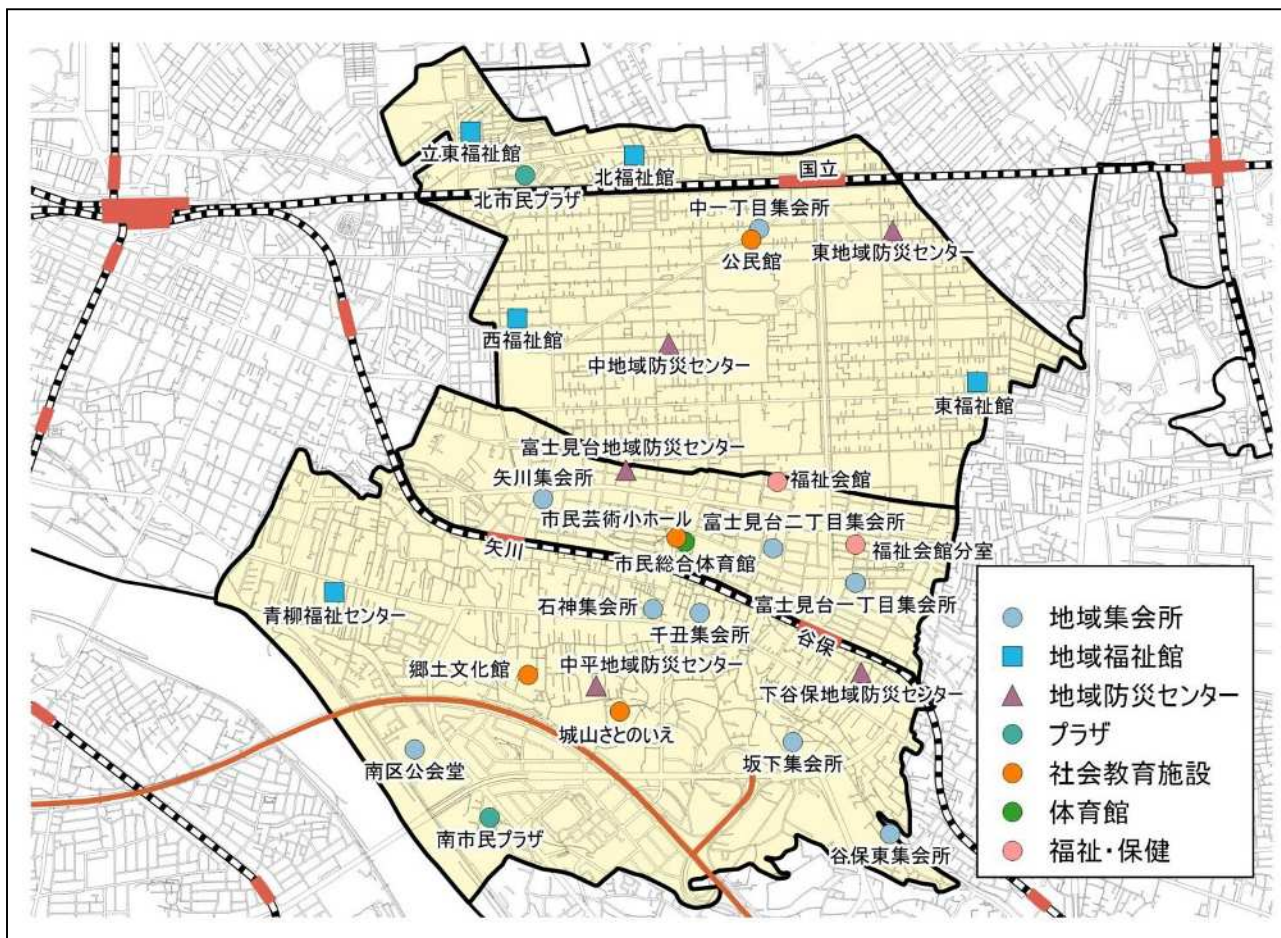 立東福祉館
北福祉館
国立
北市民プラザ
中一丁目集会所
公民館
東地域防災センター
西福祉館
中地域防災センター
東福祉館
富士見台地域防災センター
矢川集会所
福祉会館
市民芸術小ホール
富士見台二丁目集会所
矢川
市民総合体育館
福祉会館分室
青柳福祉センター
石神集会所
富士見台一丁目集会所
千丑集会所
谷保
郷土文化館
中平地域防災センター
下谷保地域防災センター
城山さとのいえ
南区公会堂
坂下集会所
南市民プラザ
谷保東集会所
地域集会所
地域福祉館
地域防災センター
プラザ
社会教育施設
体育館
福祉・保健